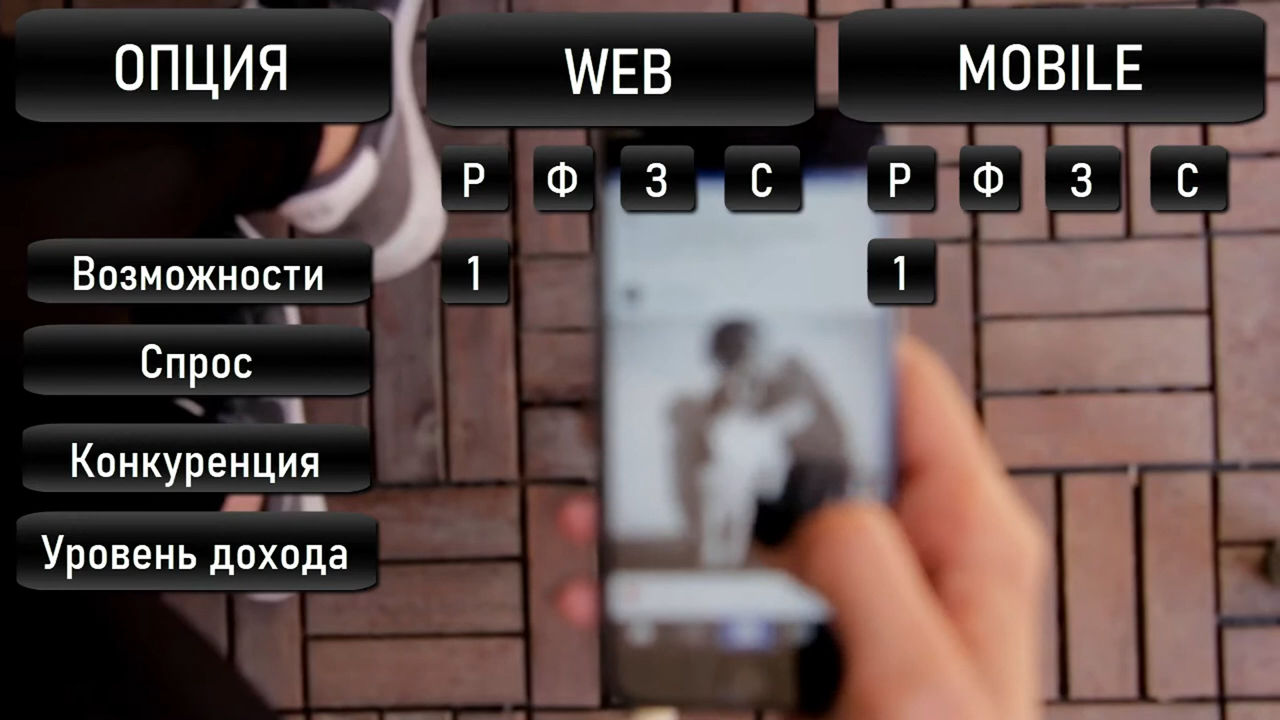 ОПЦИЯ WEB MOBILE
Р Ф З С Р Ф З С
Возможности 1 1
Спрос
Конкуренция
Уровень дохода